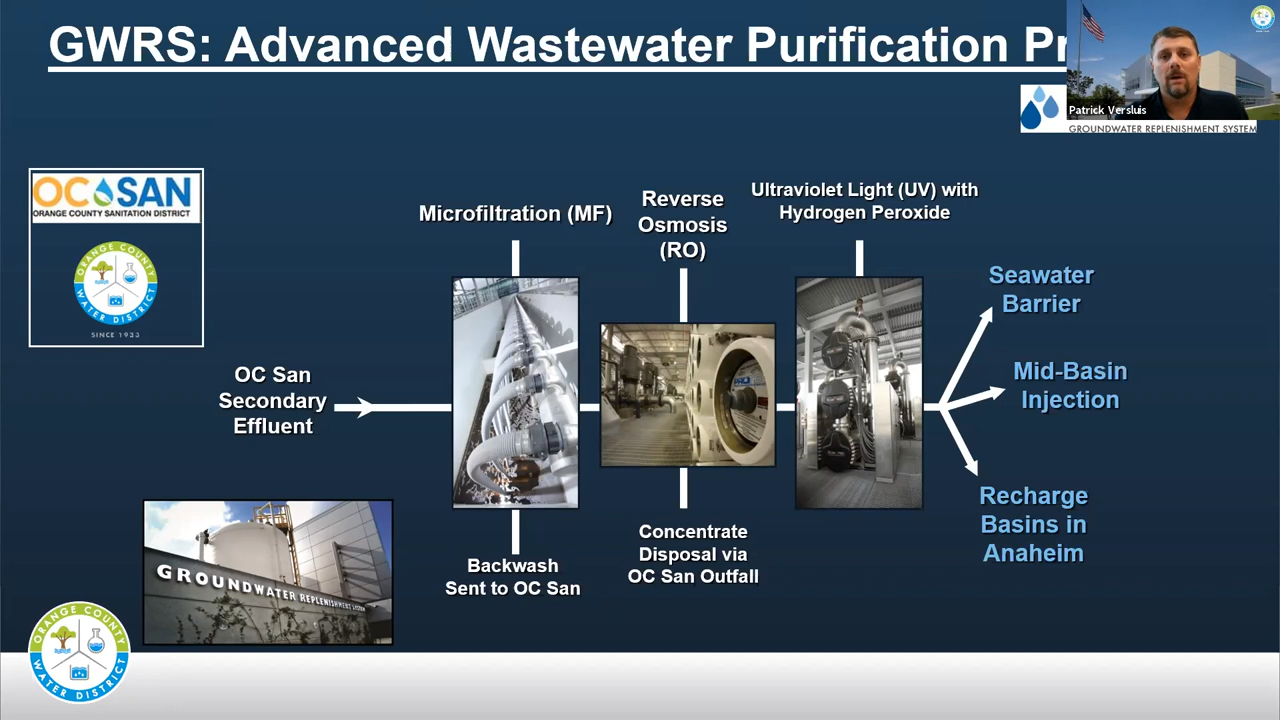 GWRS: Advanced Wastewater Purification Pr
Patrick Versluis
GROUNDWATER REPLENISHMENT SYSTEM
OC SAN
ORANGE COUNTY SANITATION DISTRICT
ORANGE COUNTY
WATER DISTRICT
SINCE 1933
Microfiltration (MF)
Reverse
Osmosis
(RO)
Ultraviolet Light (UV) with
Hydrogen Peroxide
OC San
Secondary
Effluent
Seawater
Barrier
Mid-Basin
Injection
Recharge
Basins in
Anaheim
Backwash
Sent to OC San
Concentrate
Disposal via
OC San Outfall
GROUNDWATER REPLENISHMENT SYSTEM
ORANGE COUNTY
WATER DISTRICT